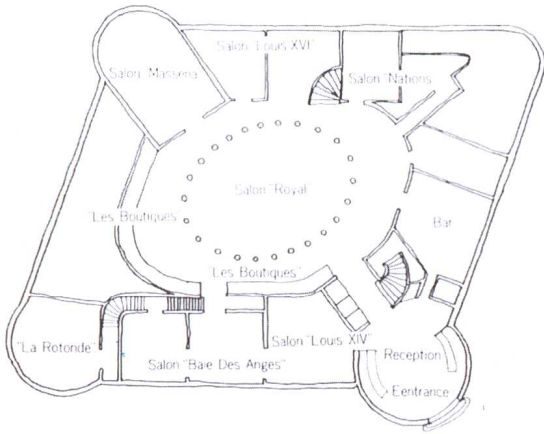 Salon "Louis XVI"
Salon "Massena"
Salon "Nations"
Salon "Royal"
"Les Boutiques"
Bar
"Les Boutiques"
Salon "Louis XIV"
"La Rotonde"
Salon "Baie Des Anges"
Reception
Eentrance